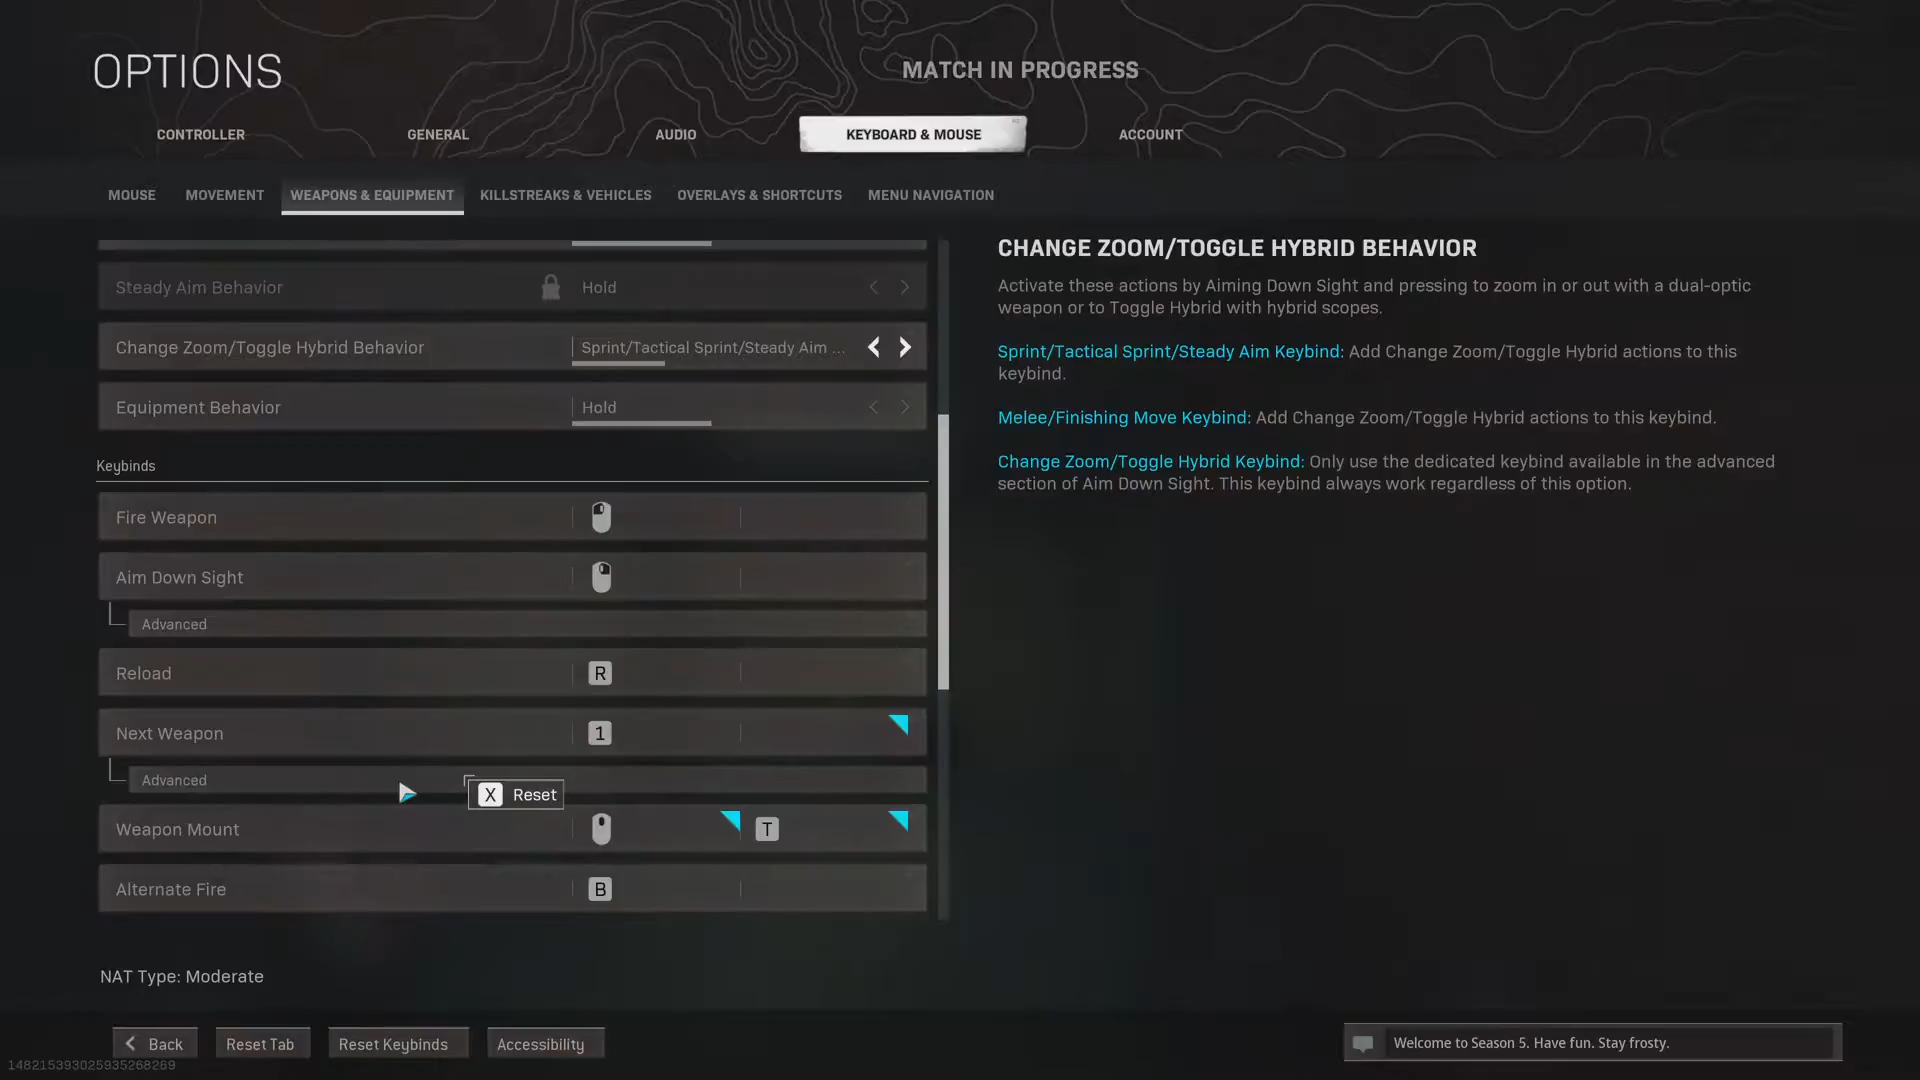 OPTIONS
MATCH IN PROGRESS
CONTROLLER
GENERAL
AUDIO
KEYBOARD & MOUSE
ACCOUNT
MOUSE
MOVEMENT
WEAPONS & EQUIPMENT
KILLSTREAKS & VEHICLES
OVERLAYS & SHORTCUTS
MENU NAVIGATION
Steady Aim Behavior
Hold
Change Zoom/Toggle Hybrid Behavior
Sprint/Tactical Sprint/Steady Aim ...
Equipment Behavior
Hold
Keybinds
Fire Weapon
Aim Down Sight
Advanced
Reload
R
Next Weapon
1
Advanced
X Reset
Weapon Mount
T
Alternate Fire
B
CHANGE ZOOM/TOGGLE HYBRID BEHAVIOR
Activate these actions by Aiming Down Sight and pressing to zoom in or out with a dual-optic
weapon or to Toggle Hybrid with hybrid scopes.
Sprint/Tactical Sprint/Steady Aim Keybind: Add Change Zoom/Toggle Hybrid actions to this
keybind.
Melee/Finishing Move Keybind: Add Change Zoom/Toggle Hybrid actions to this keybind.
Change Zoom/Toggle Hybrid Keybind: Only use the dedicated keybind available in the advanced
section of Aim Down Sight. This keybind always work regardless of this option.
NAT Type: Moderate
Back
Reset Tab
Reset Keybinds
Accessibility
Welcome to Season 5. Have fun. Stay frosty.
148215393025935268269